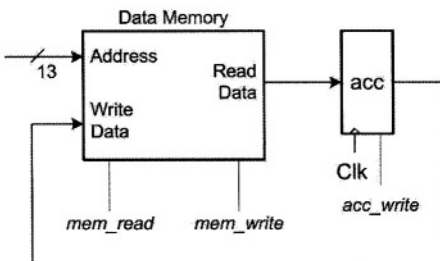 Data Memory
Address
13
Read
Data
Write
Data
acc
Clk
mem_read
mem_write
acc_write